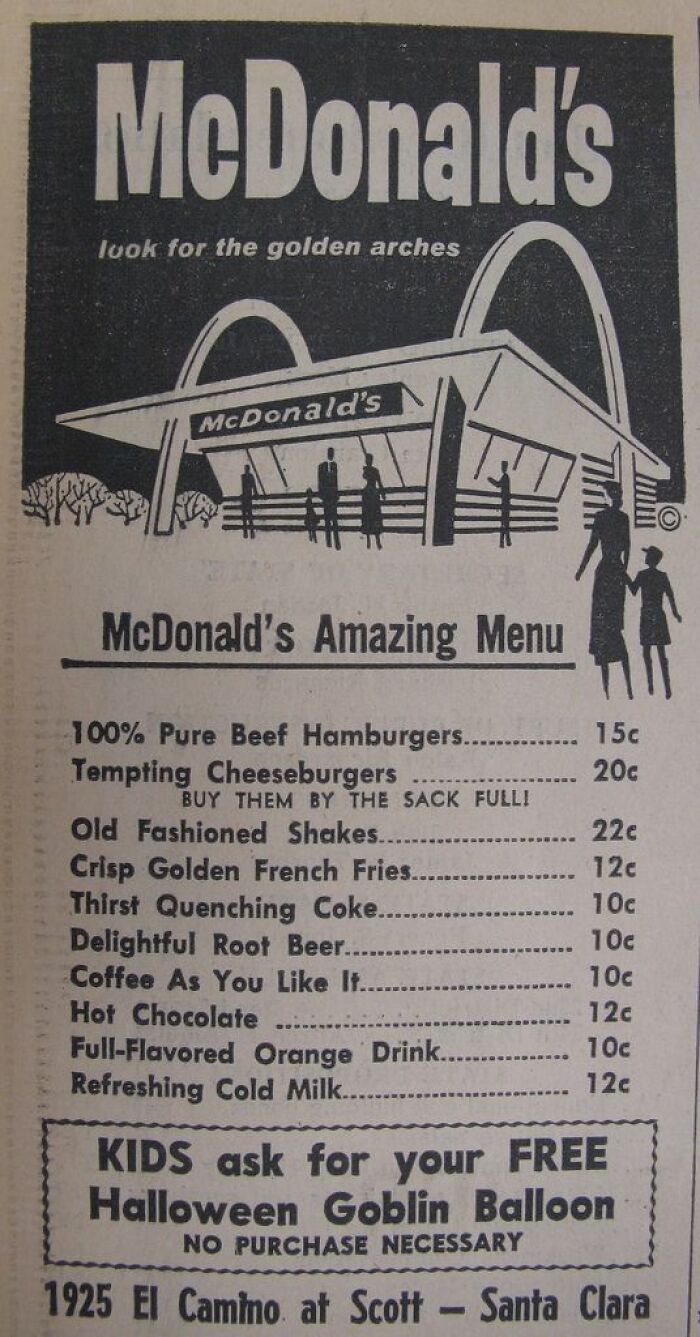 McDonald's
look for the golden arches
McDonald's
©
McDonald's Amazing Menu
100% Pure Beef Hamburgers.............. 15c
Tempting Cheeseburgers .................... 20c
BUY THEM BY THE SACK FULL!
Old Fashioned Shakes........................ 22c
Crisp Golden French Fries.................... 12c
Thirst Quenching Coke........................ 10c
Delightful Root Beer............................ 10c
Coffee As You Like It.......................... 10c
Hot Chocolate .................................... 12c
Full-Flavored Orange Drink................ 10c
Refreshing Cold Milk............................ 12c
KIDS ask for your FREE
Halloween Goblin Balloon
NO PURCHASE NECESSARY
1925 El Camino at Scott — Santa Clara